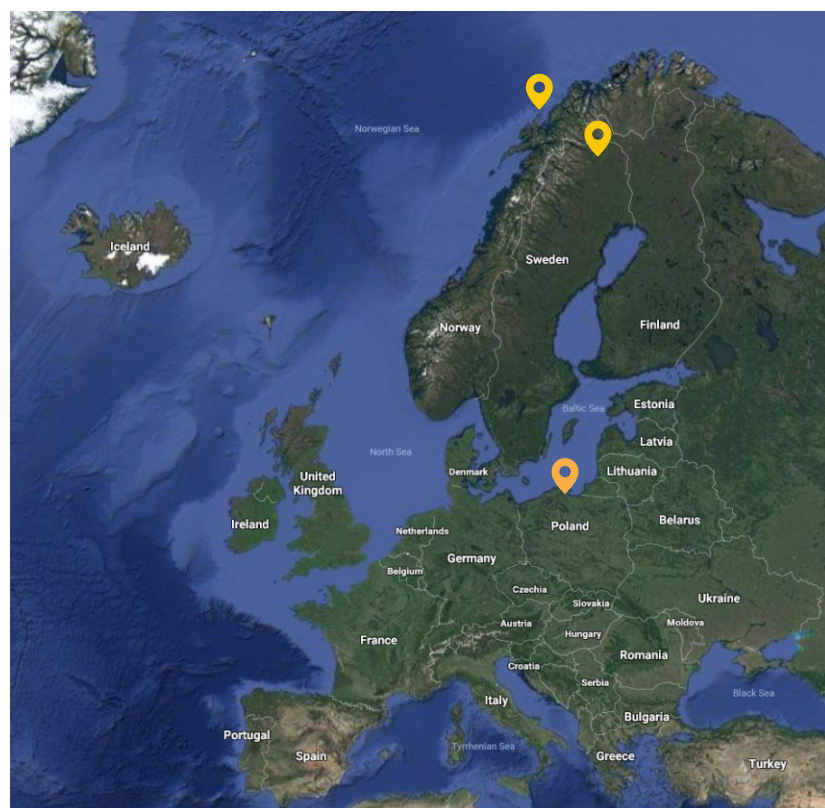 Norwegian Sea
Iceland
Sweden
Norway
Finland
Baltic Sea
Estonia
Latvia
North Sea
Denmark
Lithuania
United
Kingdom
Ireland
Poland
Belarus
Netherlands
Germany
Belgium
Czechia
Ukraine
Slovakia
Austria
Moldova
Hungary
France
Romania
Croatia
Serbia
Black Sea
Italy
Bulgaria
Portugal
Tyrrhenian Sea
Spain
Greece
Turkey